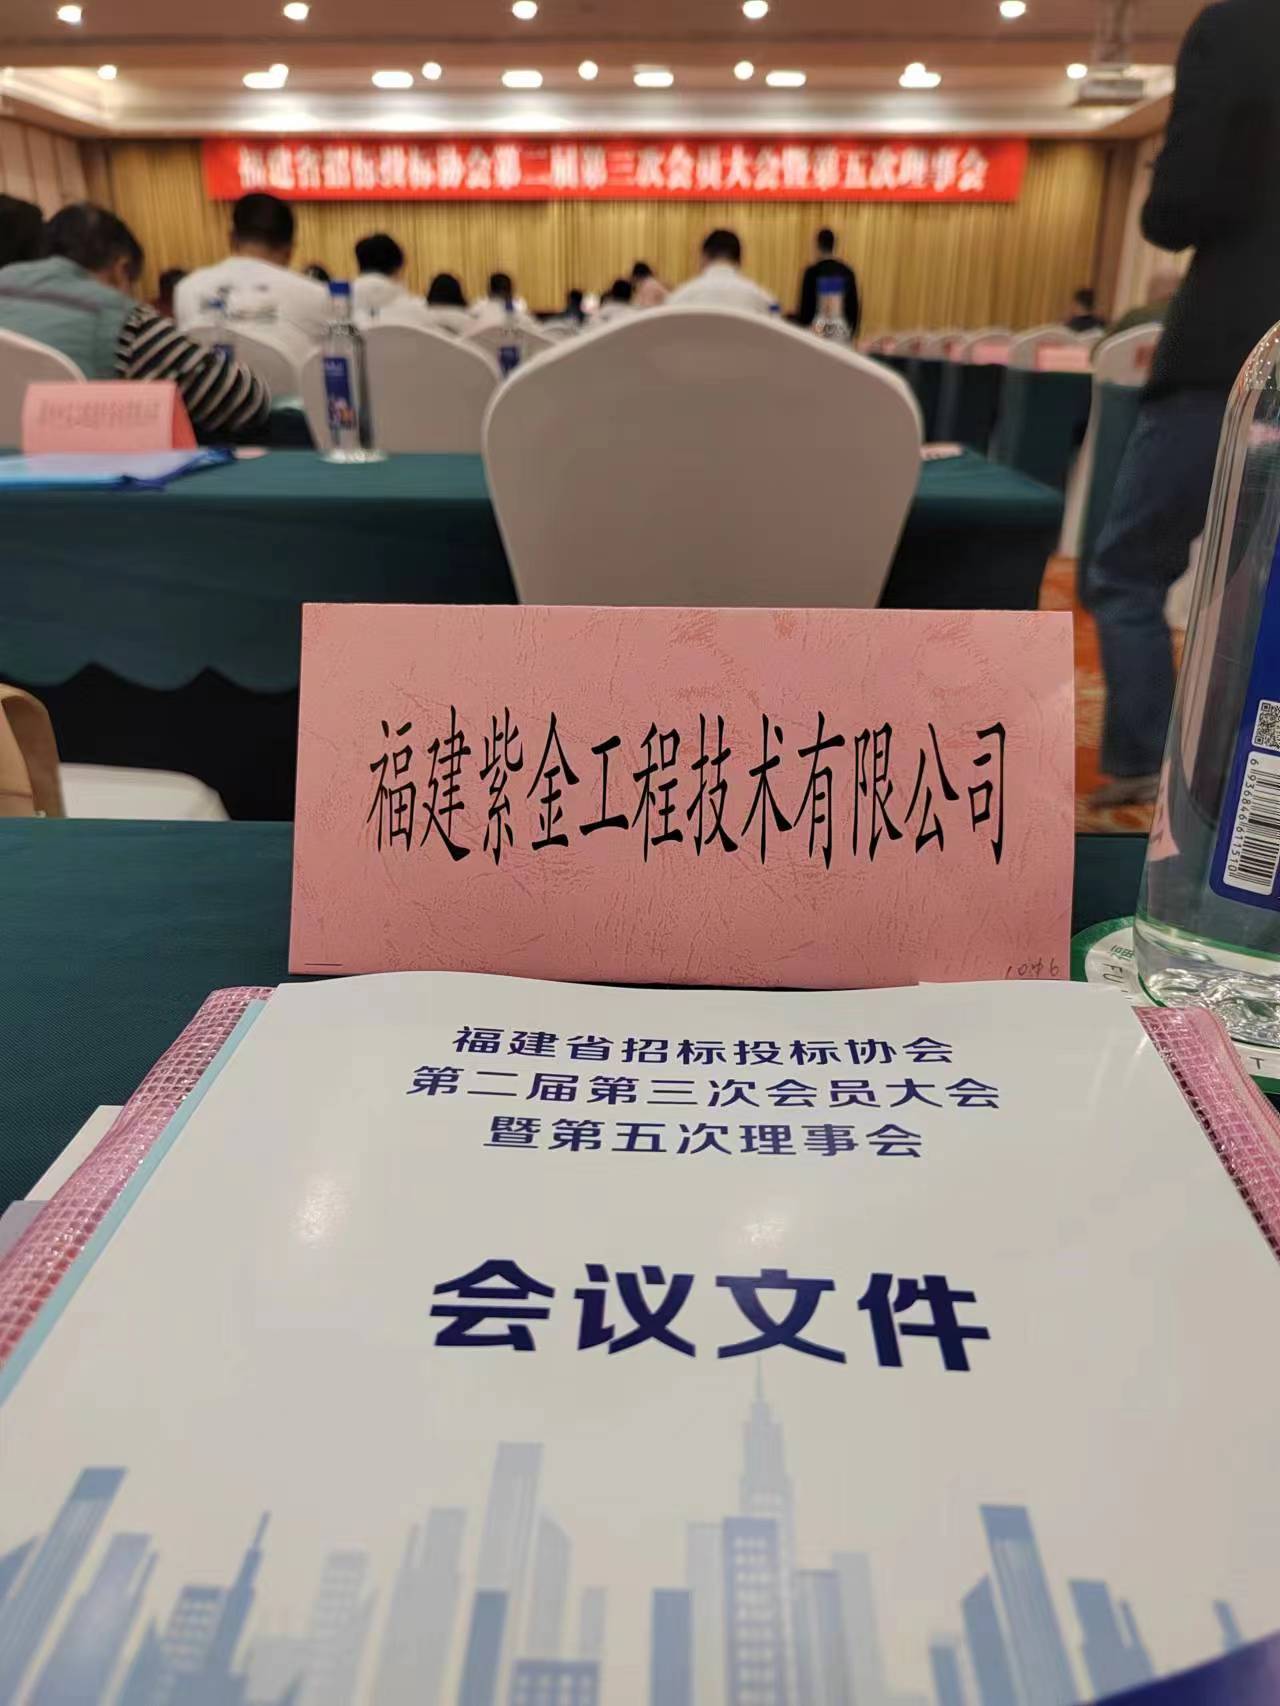 福建省招标投标协会第二届第三次会员大会暨第五次理事会
福建紫金工程技术有限公司
福建省招标投标协会
第二届第三次会员大会
暨第五次理事会
会议文件
6936846611510
FU
T